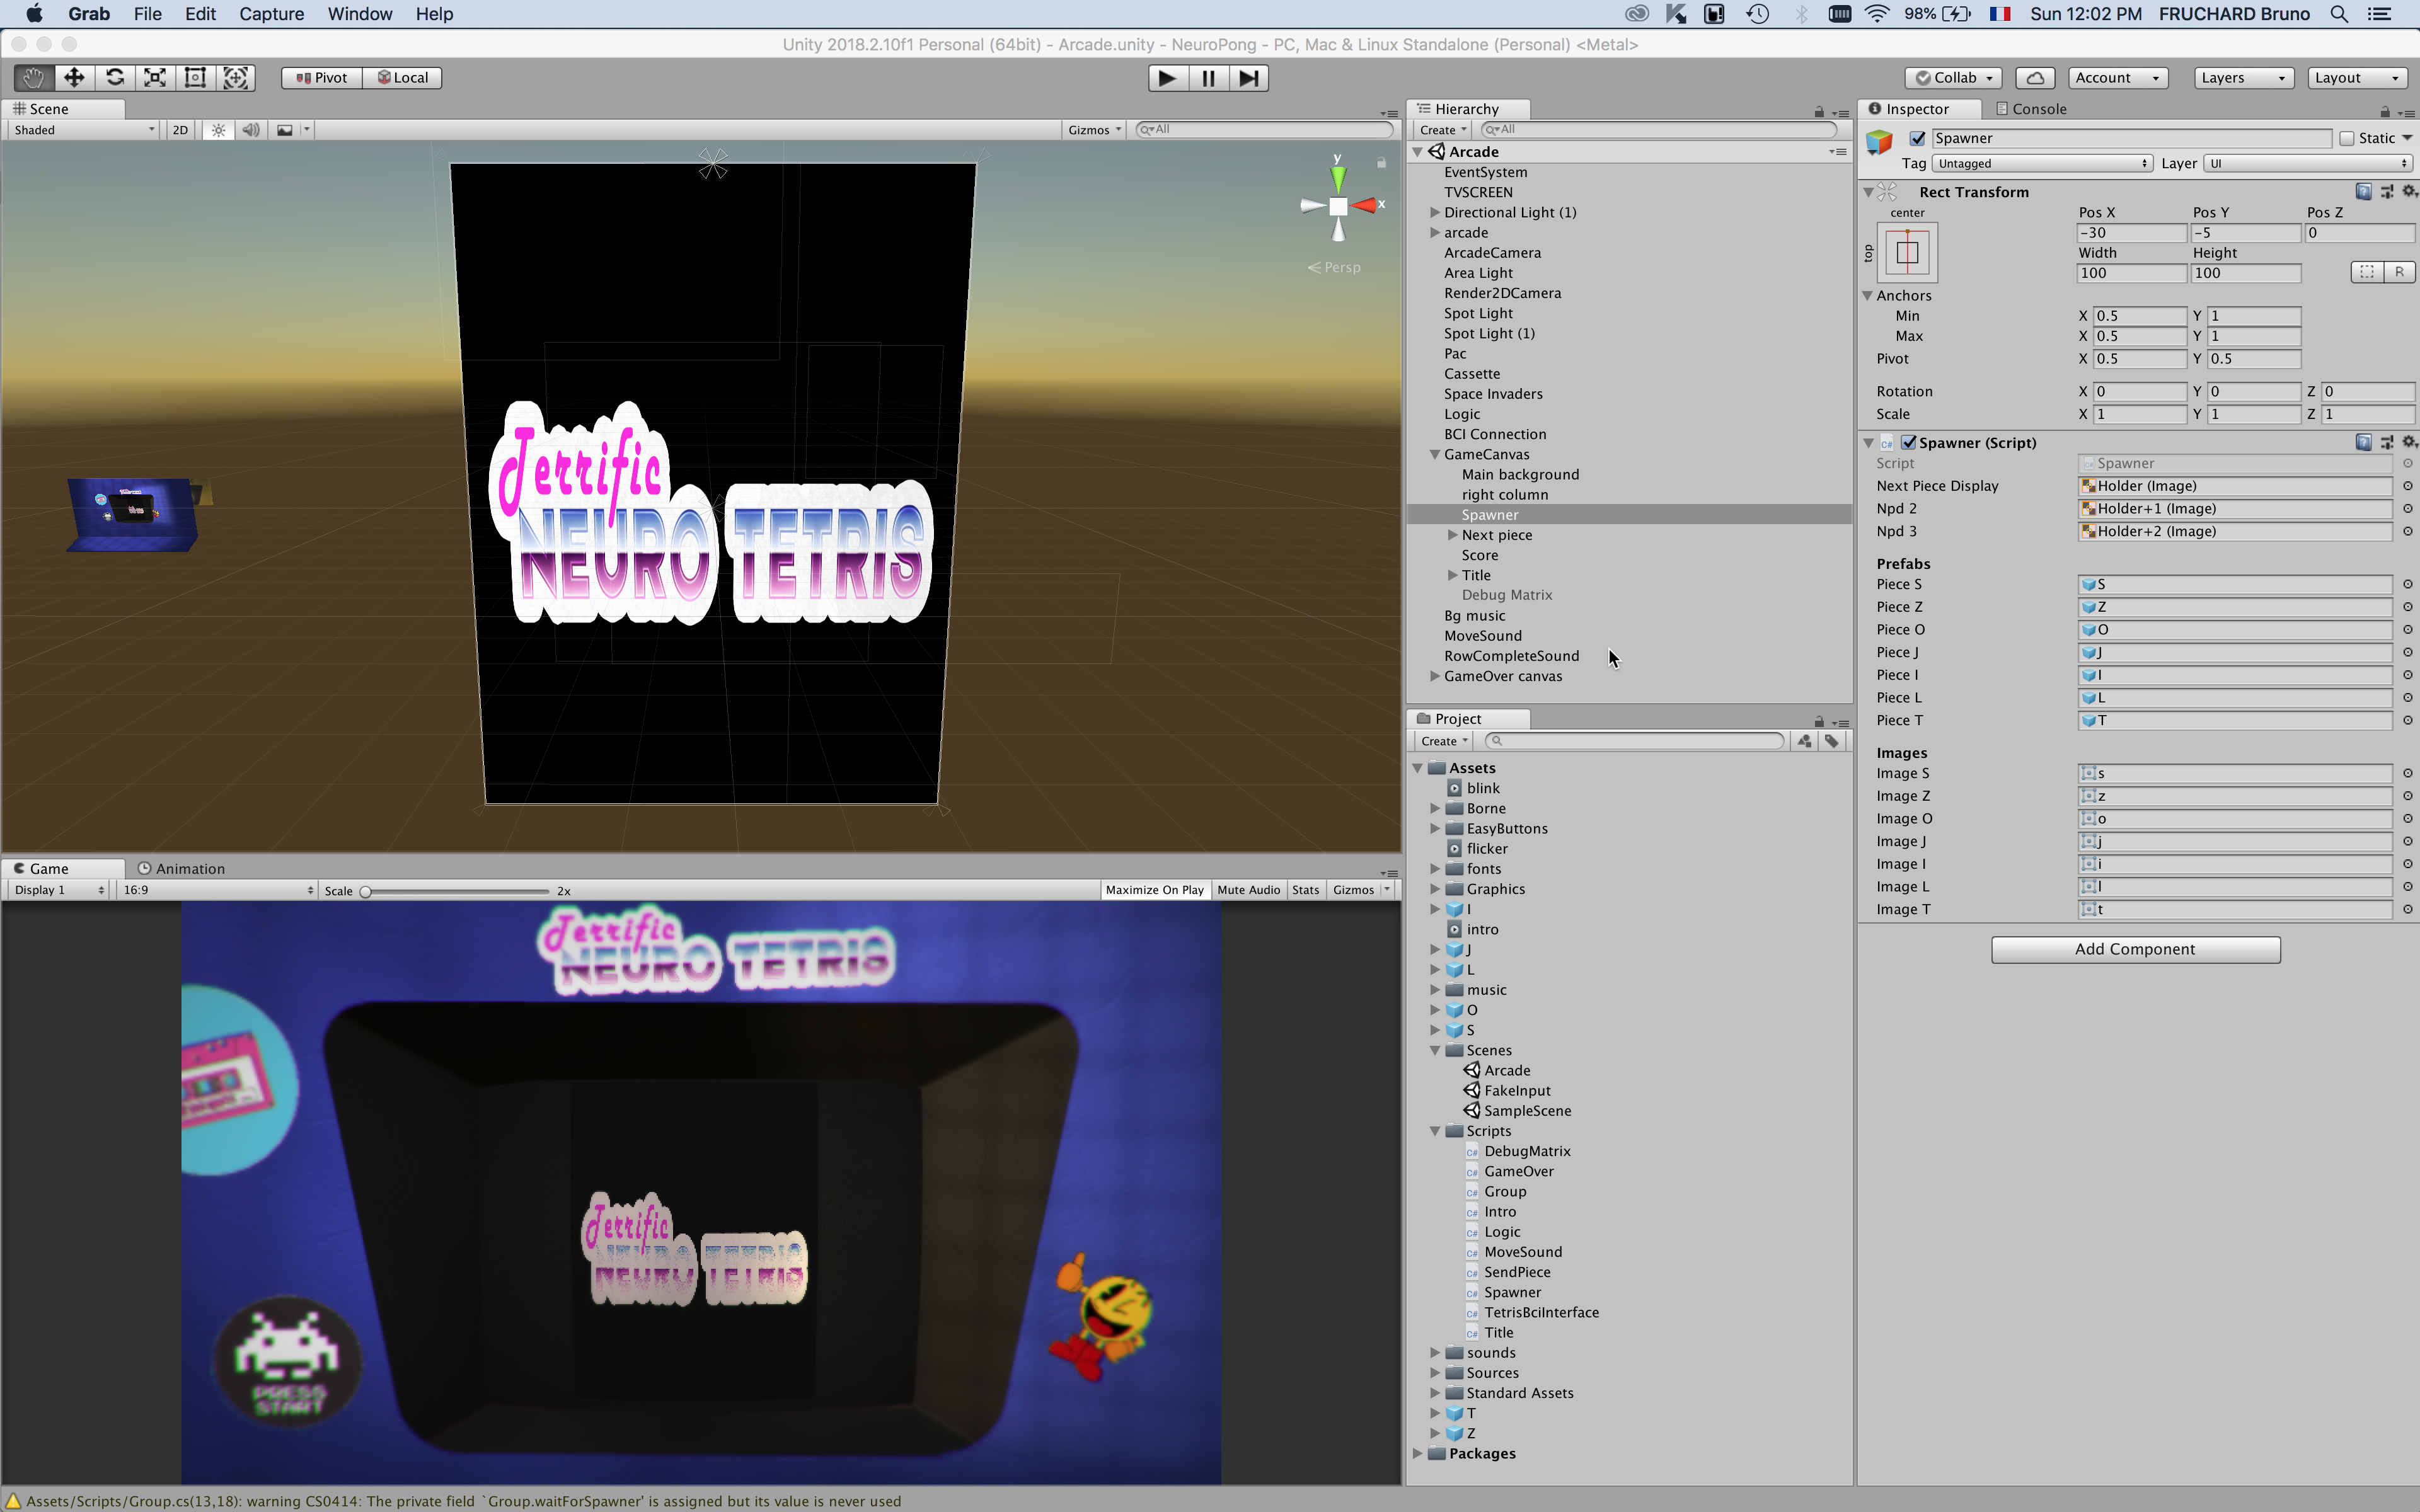 Grab File Edit Capture Window Help 98% Sun 12:02 PM FRUCHARD Bruno
Unity 2018.2.10f1 Personal (64bit) - Arcade.unity - NeuroPong - PC, Mac & Linux Standalone (Personal) <Metal>
Pivot Local Collab Account Layers Layout
Scene
Shaded 2D Gizmos All
y
x
Persp
Terrific
NEURO TETRIS
Game Animation
Display 1 16:9 Scale 2x Maximize On Play Mute Audio Stats Gizmos
Terrific
NEURO TETRIS
Terrific
NEURO TETRIS
PRESS
START
Hierarchy
Create All
Arcade
EventSystem
TVSCREEN
Directional Light (1)
arcade
ArcadeCamera
Area Light
Render2DCamera
Spot Light
Spot Light (1)
Pac
Cassette
Space Invaders
Logic
BCI Connection
GameCanvas
Main background
right column
Spawner
Next piece
Score
Title
Debug Matrix
Bg music
MoveSound
RowCompleteSound
GameOver canvas
Project
Create
Assets
blink
Borne
EasyButtons
flicker
fonts
Graphics
I
intro
J
L
music
O
S
Scenes
Arcade
FakeInput
SampleScene
Scripts
C# DebugMatrix
C# GameOver
C# Group
C# Intro
C# Logic
C# MoveSound
C# SendPiece
C# Spawner
C# TetrisBciInterface
C# Title
sounds
Sources
Standard Assets
T
Z
Packages
Inspector Console
Spawner Static
Tag Untagged Layer UI
Rect Transform
center Pos X Pos Y Pos Z
top -30 -5 0
Width Height
100 100 R
Anchors
Min X 0.5 Y 1
Max X 0.5 Y 1
Pivot X 0.5 Y 0.5
Rotation X 0 Y 0 Z 0
Scale X 1 Y 1 Z 1
C# Spawner (Script)
Script Spawner
Next Piece Display Holder (Image)
Npd 2 Holder+1 (Image)
Npd 3 Holder+2 (Image)
Prefabs
Piece S S
Piece Z Z
Piece O O
Piece J J
Piece I I
Piece L L
Piece T T
Images
Image S s
Image Z z
Image O o
Image J j
Image I i
Image L l
Image T t
Add Component
Assets/Scripts/Group.cs(13,18): warning CS0414: The private field `Group.waitForSpawner' is assigned but its value is never used